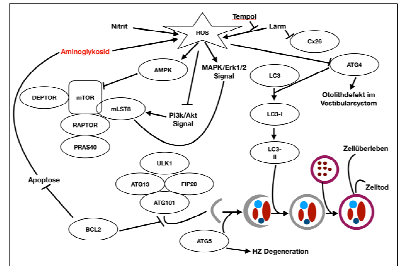 Nitrit
Tempol
Lärm
ROS
Cx26
Aminoglykosid
AMPK
MAPK/Erk1/2
Signal
LC3
ATG4
DEPTOR
mTOR
mLST8
Otolithdefekt im
Vestibularsystem
RAPTOR
PI3k/Akt
Signal
LC3-I
PRAS40
ULK1
LC3-
II
Zellüberleben
Apoptose
ATG13
FIP20
Zelltod
ATG101
BCL2
ATG5
HZ Degeneration